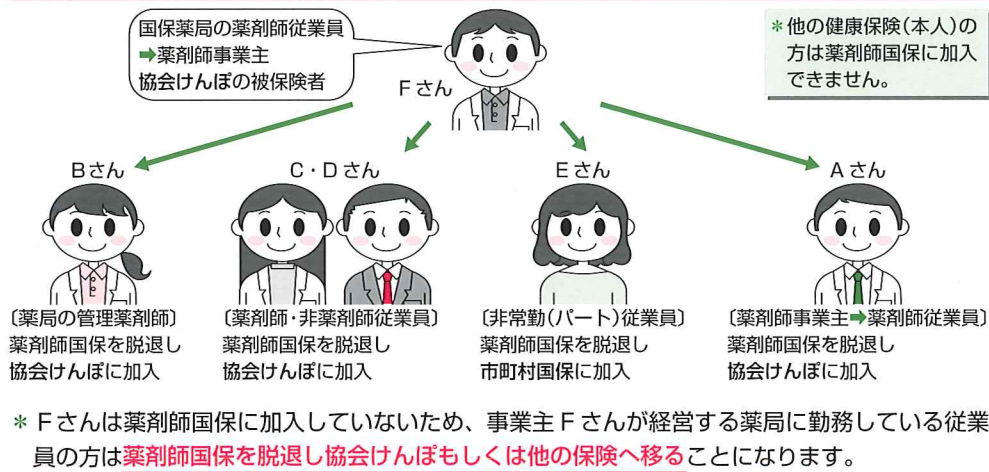 国保薬局の薬剤師従業員
➡薬剤師事業主
協会けんぽの被保険者
Fさん
＊他の健康保険(本人)の
方は薬剤師国保に加入
できません。
Bさん
C・Dさん
Eさん
Aさん
〔薬局の管理薬剤師〕
薬剤師国保を脱退し
協会けんぽに加入
〔薬剤師・非薬剤師従業員〕
薬剤師国保を脱退し
協会けんぽに加入
〔非常勤(パート)従業員〕
薬剤師国保を脱退し
市町村国保に加入
〔薬剤師事業主➡薬剤師従業員〕
薬剤師国保を脱退し
協会けんぽに加入
＊Fさんは薬剤師国保に加入していないため、事業主Fさんが経営する薬局に勤務している従業
員の方は薬剤師国保を脱退し協会けんぽもしくは他の保険へ移ることになります。